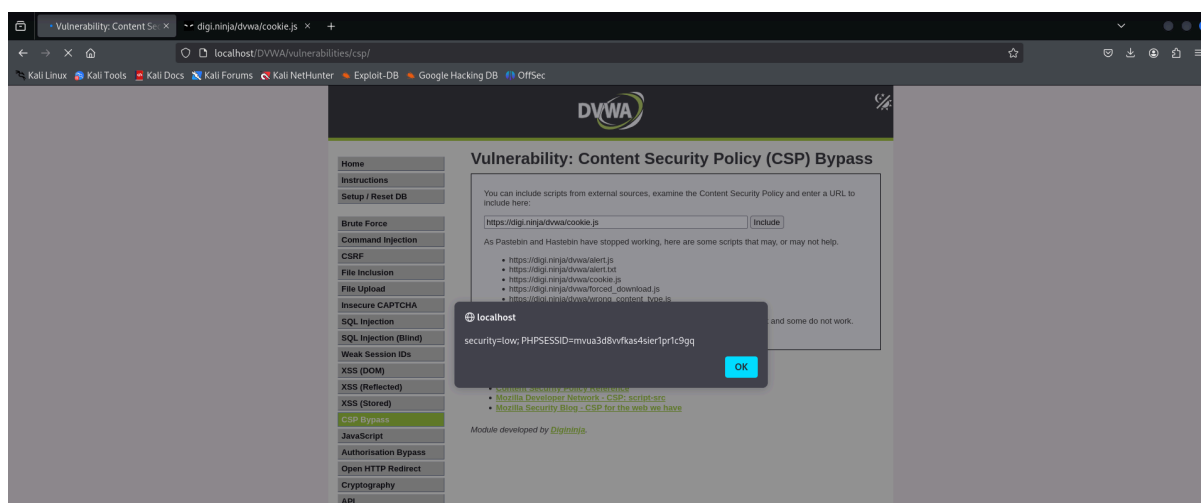 Vulnerability: Content Sec
digi.ninja/dvwa/cookie.js
localhost/DVWA/vulnerabilities/csp/
Kali Linux Kali Tools Kali Docs Kali Forums Kali NetHunter Exploit-DB Google Hacking DB OffSec
DVWA
Vulnerability: Content Security Policy (CSP) Bypass
Home
Instructions
Setup / Reset DB
Brute Force
Command Injection
CSRF
File Inclusion
File Upload
Insecure CAPTCHA
SQL Injection
SQL Injection (Blind)
Weak Session IDs
XSS (DOM)
XSS (Reflected)
XSS (Stored)
CSP Bypass
JavaScript
Authorisation Bypass
Open HTTP Redirect
Cryptography
API
You can include scripts from external sources, examine the Content Security Policy and enter a URL to
include here:
https://digi.ninja/dvwa/cookie.js Include
As Pastebin and Hastebin have stopped working, here are some scripts that may, or may not help.
https://digi.ninja/dvwa/alert.js
https://digi.ninja/dvwa/alert.txt
https://digi.ninja/dvwa/cookie.js
https://digi.ninja/dvwa/forced_download.js
https://digi.ninja/dvwa/wrong_content_type.js
and some do not work.
localhost
security=low; PHPSESSID=mvua3d8vvfkas4sier1pr1c9gq
OK
Content Security Policy Reference
Mozilla Developer Network - CSP: script-src
Mozilla Security Blog - CSP for the web we have
Module developed by Digininja.